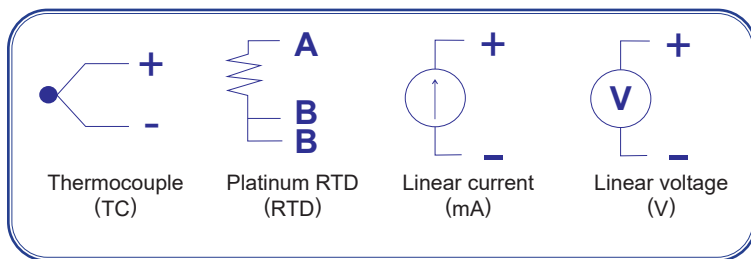 + A + +
V
- B - -
B
Thermocouple Platinum RTD Linear current Linear voltage
(TC) (RTD) (mA) (V)